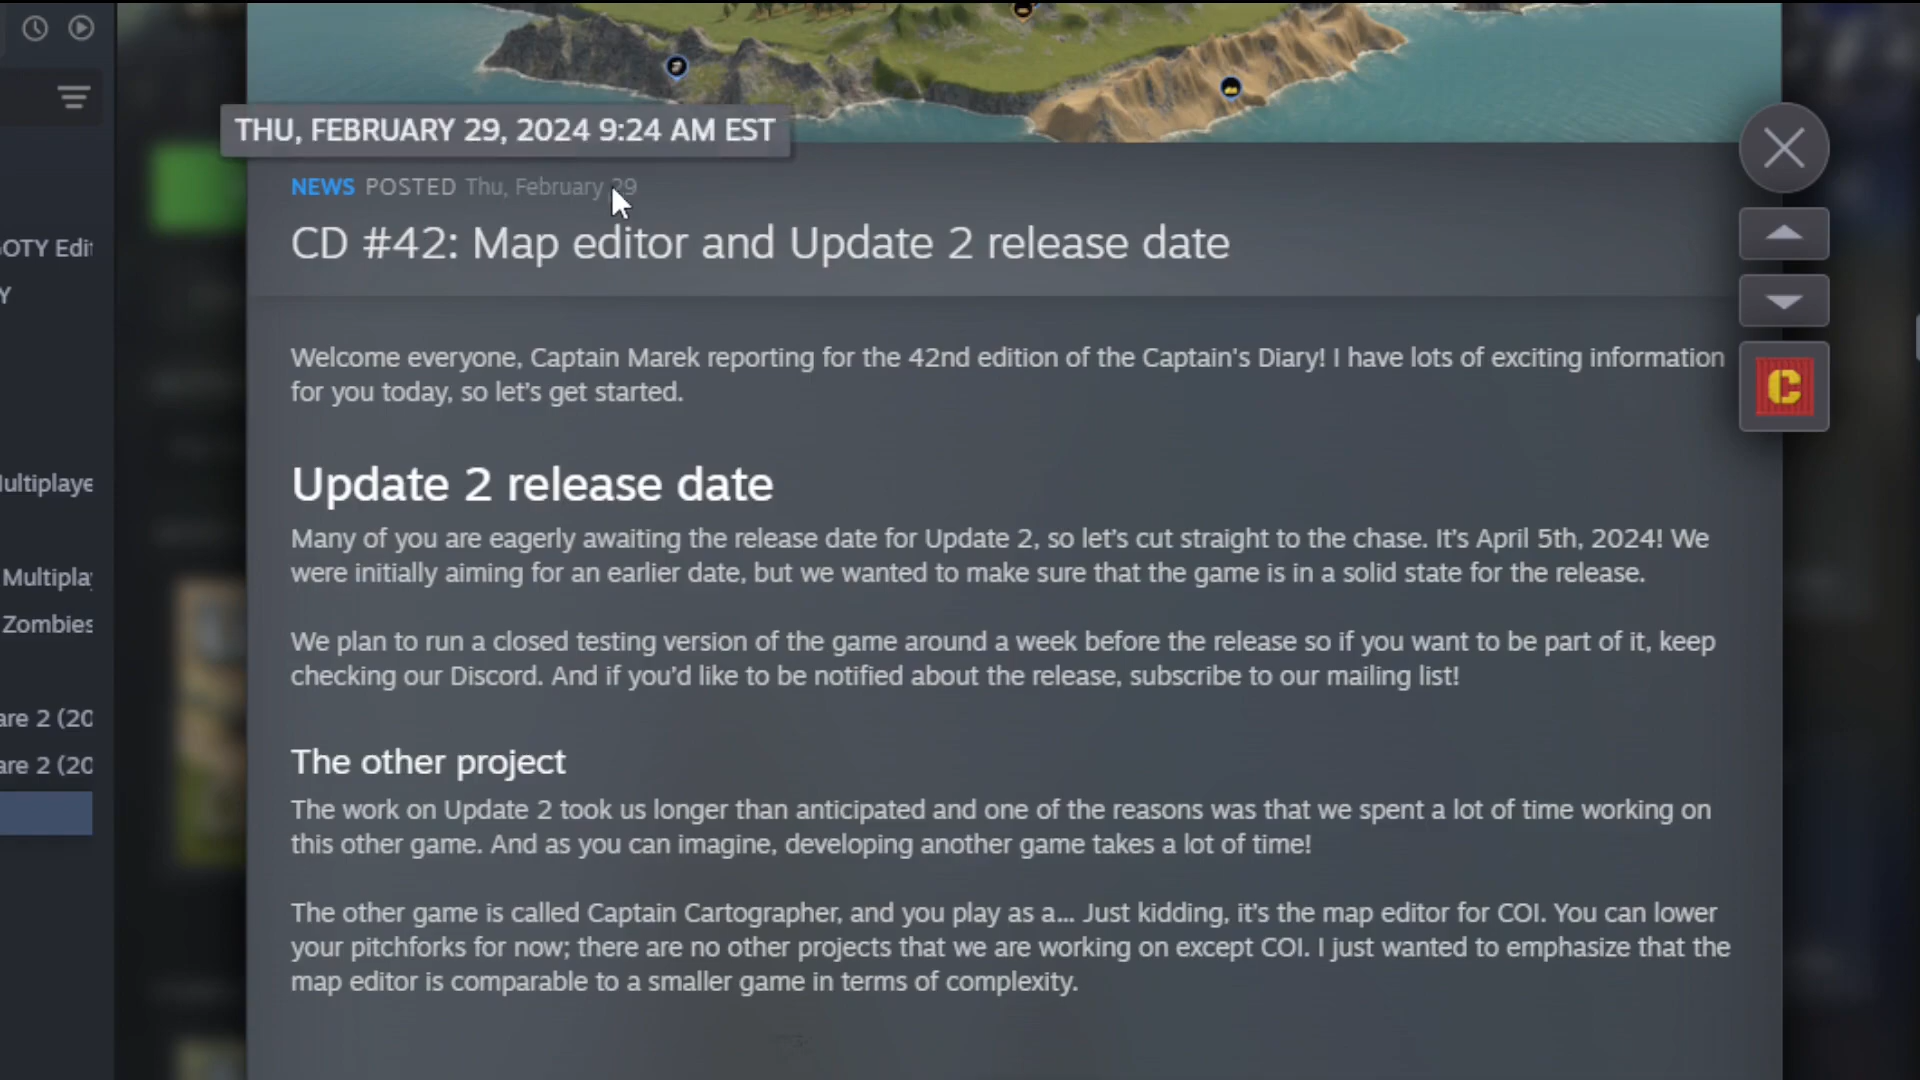 THU, FEBRUARY 29, 2024 9:24 AM EST
NEWS POSTED Thu, February 29
CD #42: Map editor and Update 2 release date
Welcome everyone, Captain Marek reporting for the 42nd edition of the Captain's Diary! I have lots of exciting information
for you today, so let's get started.
Update 2 release date
Many of you are eagerly awaiting the release date for Update 2, so let's cut straight to the chase. It's April 5th, 2024! We
were initially aiming for an earlier date, but we wanted to make sure that the game is in a solid state for the release.
We plan to run a closed testing version of the game around a week before the release so if you want to be part of it, keep
checking our Discord. And if you'd like to be notified about the release, subscribe to our mailing list!
The other project
The work on Update 2 took us longer than anticipated and one of the reasons was that we spent a lot of time working on
this other game. And as you can imagine, developing another game takes a lot of time!
The other game is called Captain Cartographer, and you play as a... Just kidding, it's the map editor for COI. You can lower
your pitchforks for now; there are no other projects that we are working on except COI. I just wanted to emphasize that the
map editor is comparable to a smaller game in terms of complexity.
OTY Edit
Y
ultiplaye
Multipla
Zombies
are 2 (20
are 2 (20
C